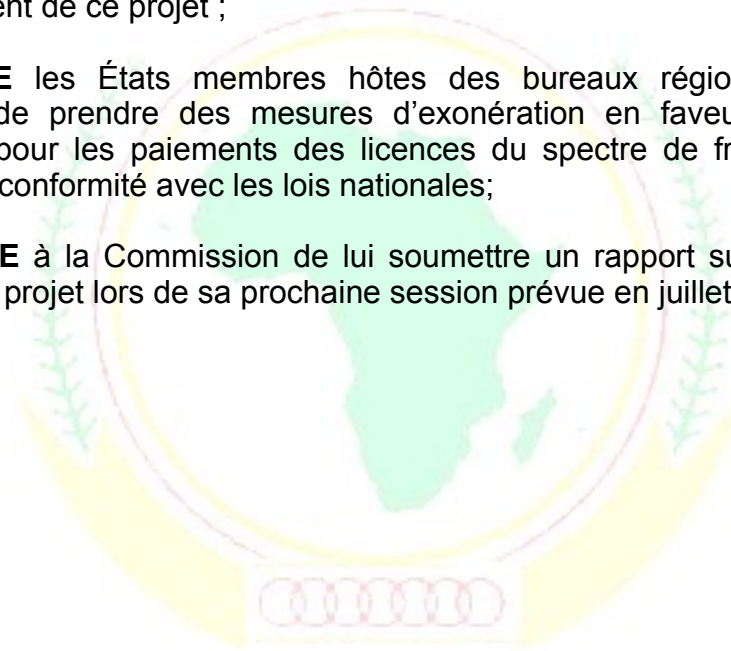 ent de ce projet ;
E les États membres hôtes des bureaux régio
de prendre des mesures d’exonération en faveu
pour les paiements des licences du spectre de fr
conformité avec les lois nationales;
E à la Commission de lui soumettre un rapport su
projet lors de sa prochaine session prévue en juillet